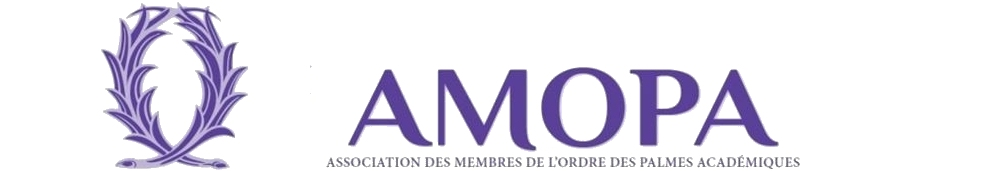 AMOPA
ASSOCIATION DES MEMBRES DE L'ORDRE DES PALMES ACADÉMIQUES